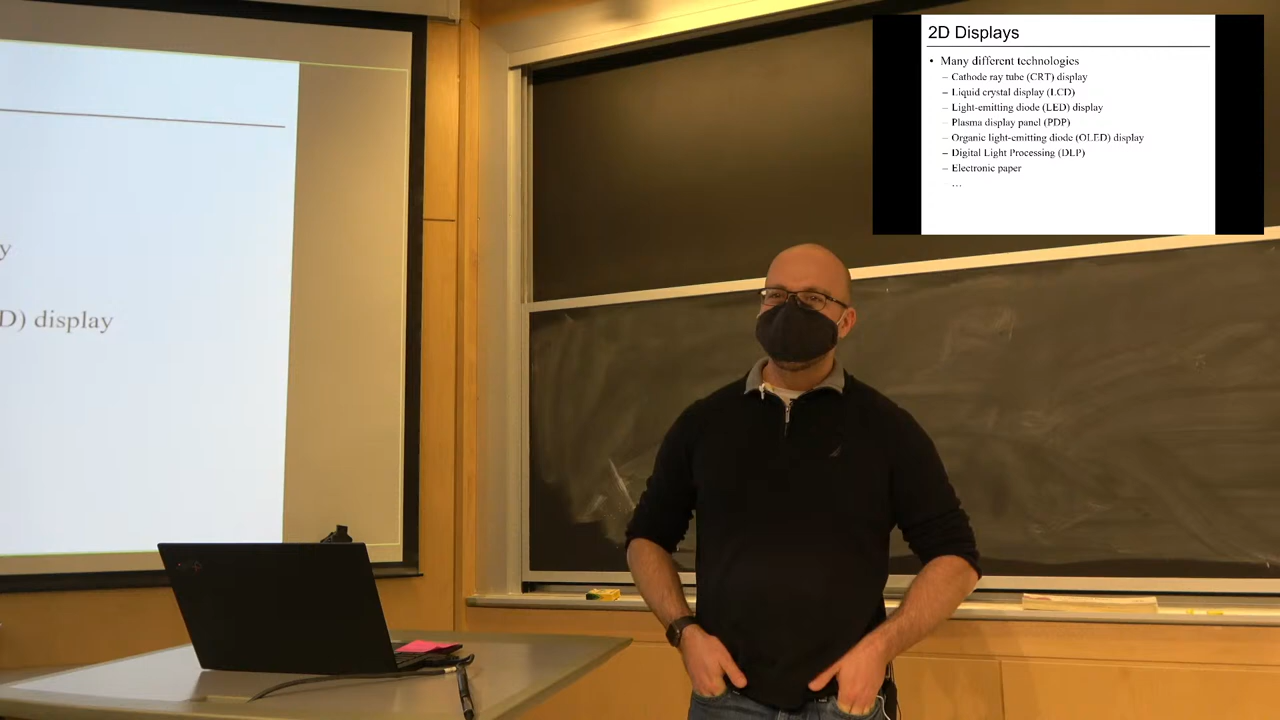 y
D) display
2D Displays
• Many different technologies
– Cathode ray tube (CRT) display
– Liquid crystal display (LCD)
– Light-emitting diode (LED) display
– Plasma display panel (PDP)
– Organic light-emitting diode (OLED) display
– Digital Light Processing (DLP)
– Electronic paper
…